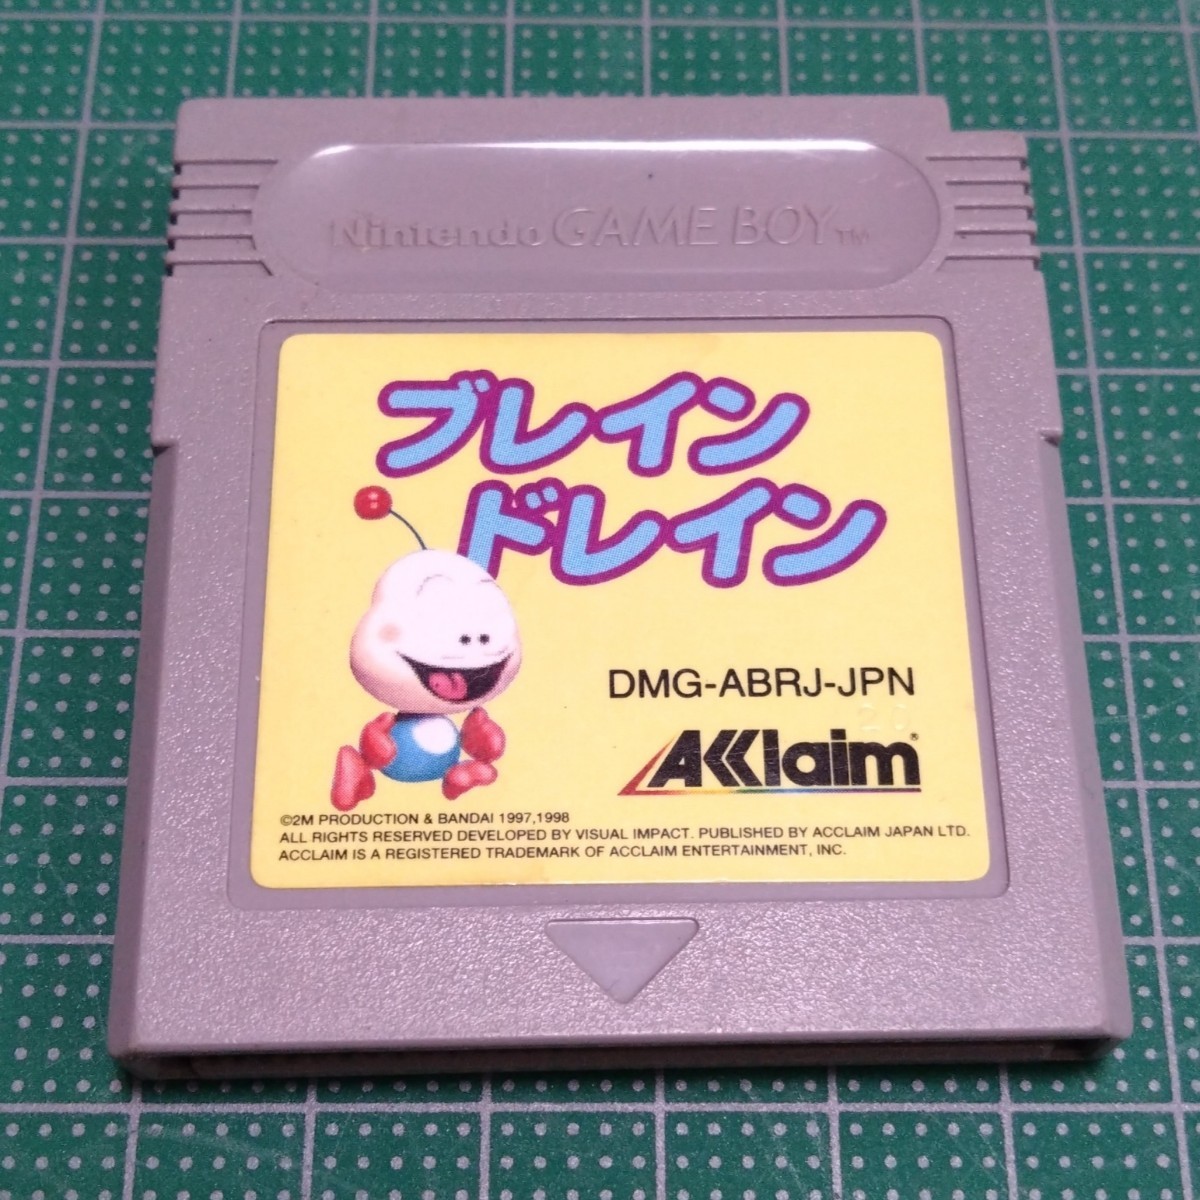 Nintendo GAME BOY™
ブレイン
ドレイン
DMG-ABRJ-JPN
20
AKKlaim®
©2M PRODUCTION & BANDAI 1997,1998
ALL RIGHTS RESERVED DEVELOPED BY VISUAL IMPACT. PUBLISHED BY ACCLAIM JAPAN LTD.
ACCLAIM IS A REGISTERED TRADEMARK OF ACCLAIM ENTERTAINMENT, INC.